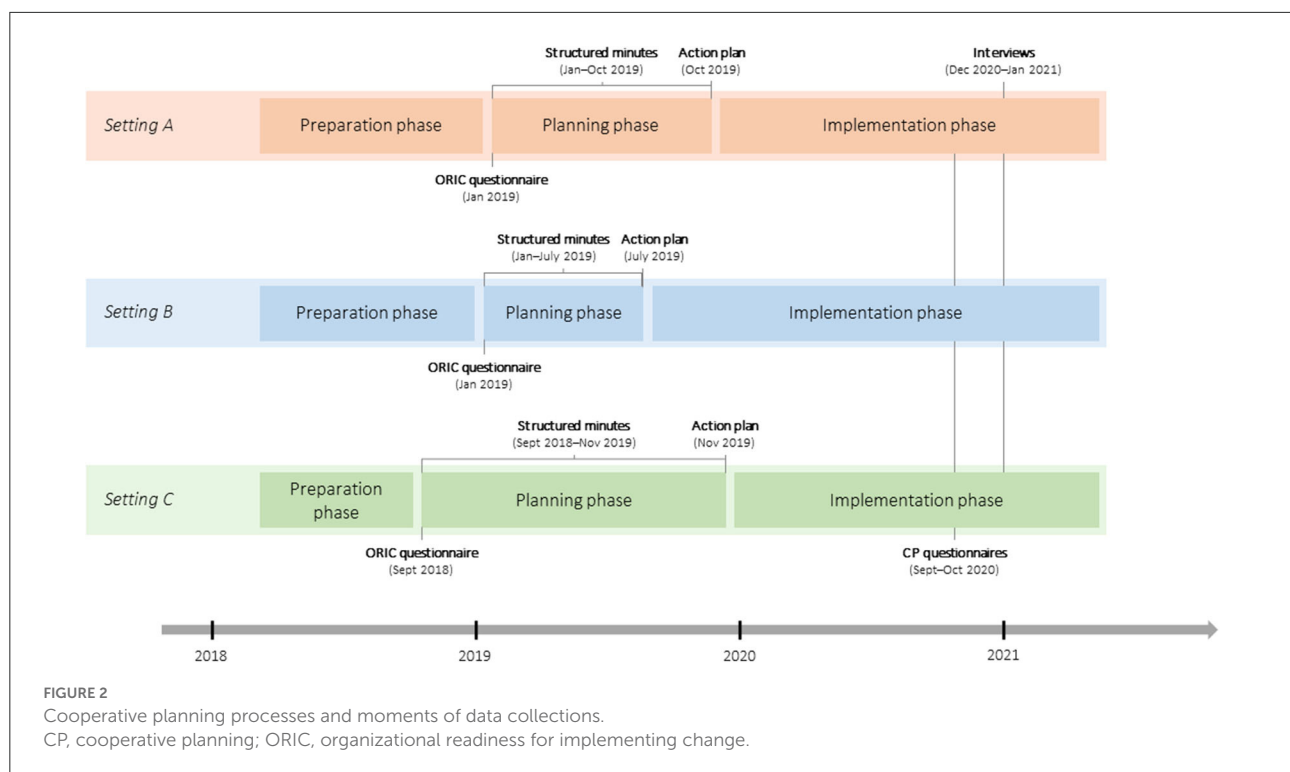 Structured minutes
(Jan–Oct 2019)
Action plan
(Oct 2019)
Interviews
(Dec 2020–Jan 2021)
Setting A
Preparation phase
Planning phase
Implementation phase
ORIC questionnaire
(Jan 2019)
Structured minutes
(Jan–July 2019)
Action plan
(July 2019)
Setting B
Preparation phase
Planning phase
Implementation phase
ORIC questionnaire
(Jan 2019)
Structured minutes
(Sept 2018–Nov 2019)
Action plan
(Nov 2019)
Setting C
Preparation
phase
Planning phase
Implementation phase
ORIC questionnaire
(Sept 2018)
CP questionnaires
(Sept–Oct 2020)
2018
2019
2020
2021
FIGURE 2
Cooperative planning processes and moments of data collections.
CP, cooperative planning; ORIC, organizational readiness for implementing change.